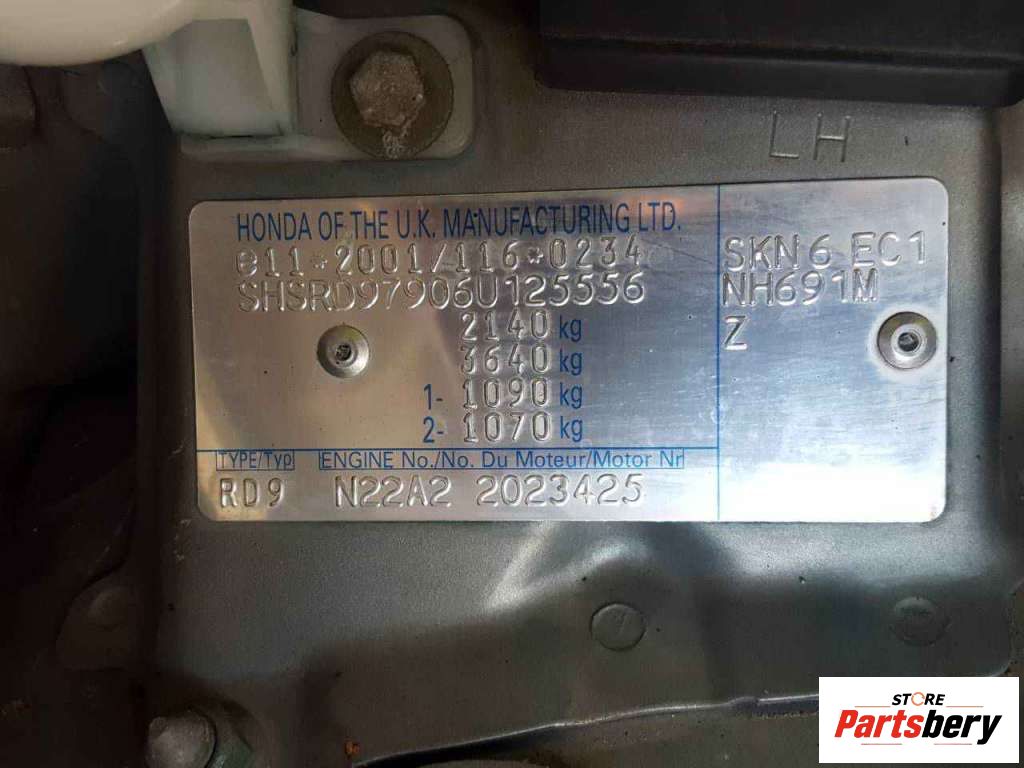 LH
HONDA OF THE U.K. MANUFACTURING LTD.
e11*2001/116*0234
SHSRD97906U125556
2140 kg
3640 kg
1- 1090 kg
2- 1070 kg
SKN6 EC1
NH691M
Z
TYPE/Typ ENGINE No./No. Du Moteur/Motor Nr
RD9 N22A2 2023425
STORE
Partsbery